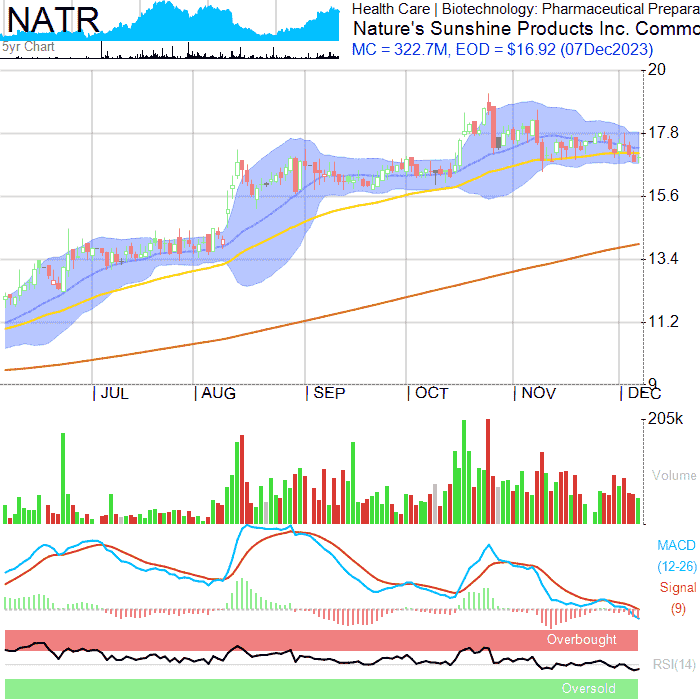 NATR
5yr Chart
Health Care | Biotechnology: Pharmaceutical Prepara
Nature's Sunshine Products Inc. Commo
MC = 322.7M, EOD = $16.92 (07Dec2023)
20
17.8
15.6
13.4
11.2
9
JUL
AUG
SEP
OCT
NOV
DEC
205k
Volume
MACD
(12-26)
Signal
(9)
Overbought
RSI(14)
Oversold